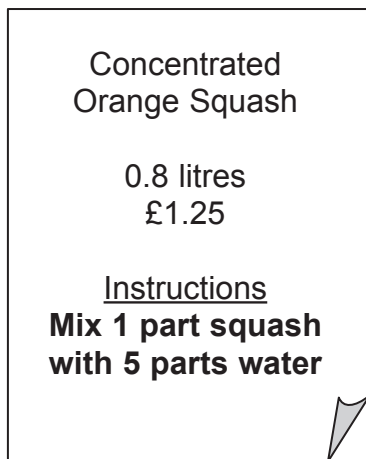 Concentrated
Orange Squash
0.8 litres
£1.25
Instructions
Mix 1 part squash
with 5 parts water